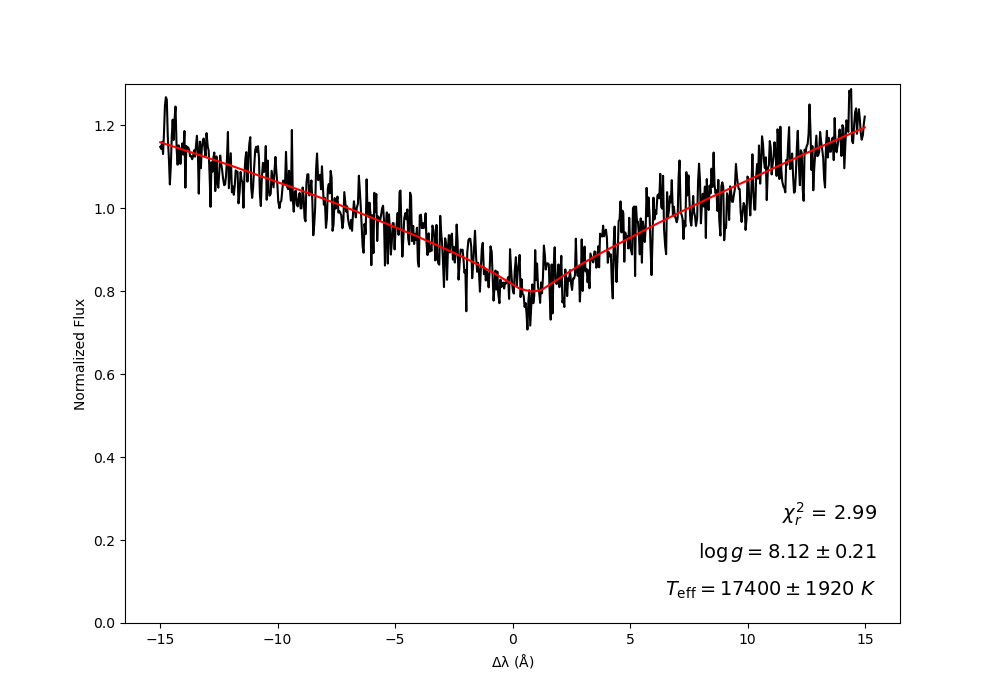 1.2
1.0
0.8
0.6
0.4
0.2
0.0
Normalized Flux
χ²ᵣ = 2.99
log g = 8.12 ± 0.21
T_eff = 17400 ± 1920 K
−15 −10 −5 0 5 10 15
Δλ (Å)